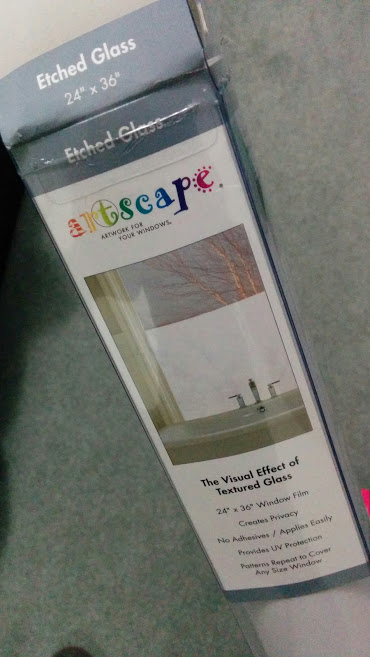 Etched Glass
24" x 36"
Etched Glass
artscape®
ARTWORK FOR
YOUR WINDOWS.
The Visual Effect of
Textured Glass
24" x 36" Window Film
Creates Privacy
No Adhesives / Applies Easily
Provides UV Protection
Patterns Repeat to Cover
Any Size Window